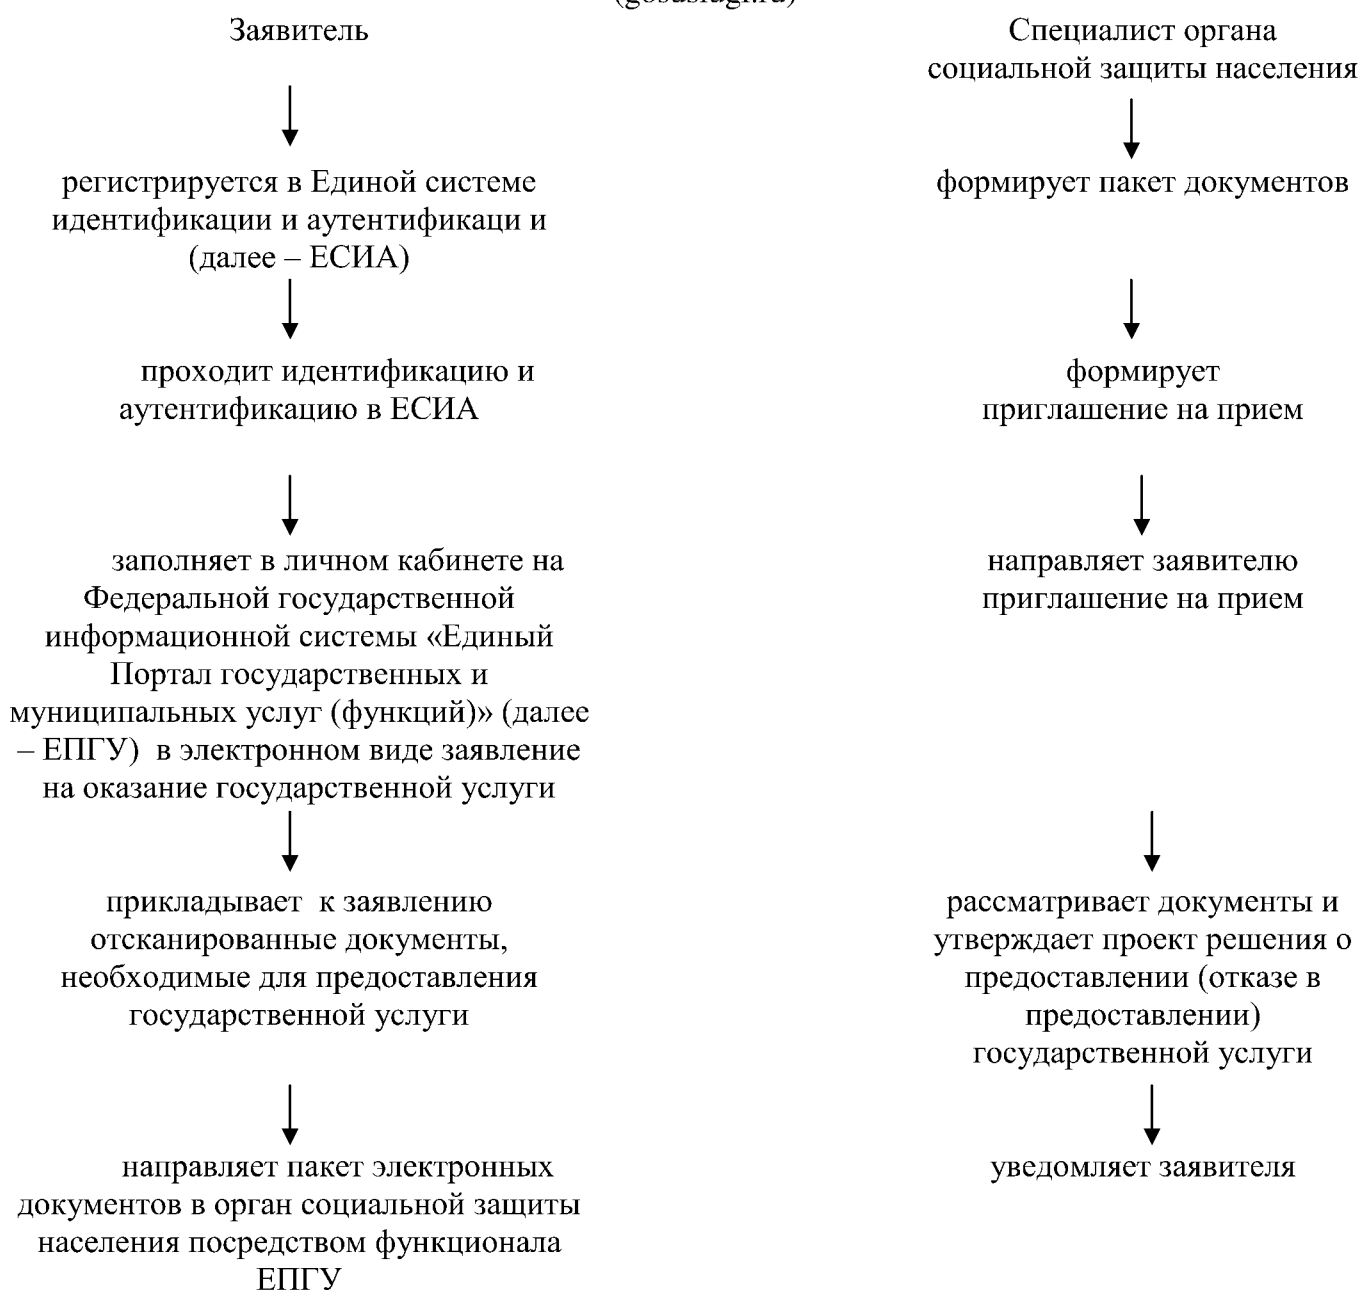 (gosuslugi.ru)
Заявитель
регистрируется в Единой системе
идентификации и аутентификаци и
(далее – ЕСИА)
проходит идентификацию и
аутентификацию в ЕСИА
заполняет в личном кабинете на
Федеральной государственной
информационной системы «Единый
Портал государственных и
муниципальных услуг (функций)» (далее
– ЕПГУ) в электронном виде заявление
на оказание государственной услуги
прикладывает к заявлению
отсканированные документы,
необходимые для предоставления
государственной услуги
направляет пакет электронных
документов в орган социальной защиты
населения посредством функционала
ЕПГУ
Специалист органа
социальной защиты населения
формирует пакет документов
формирует
приглашение на прием
направляет заявителю
приглашение на прием
рассматривает документы и
утверждает проект решения о
предоставлении (отказе в
предоставлении)
государственной услуги
уведомляет заявителя